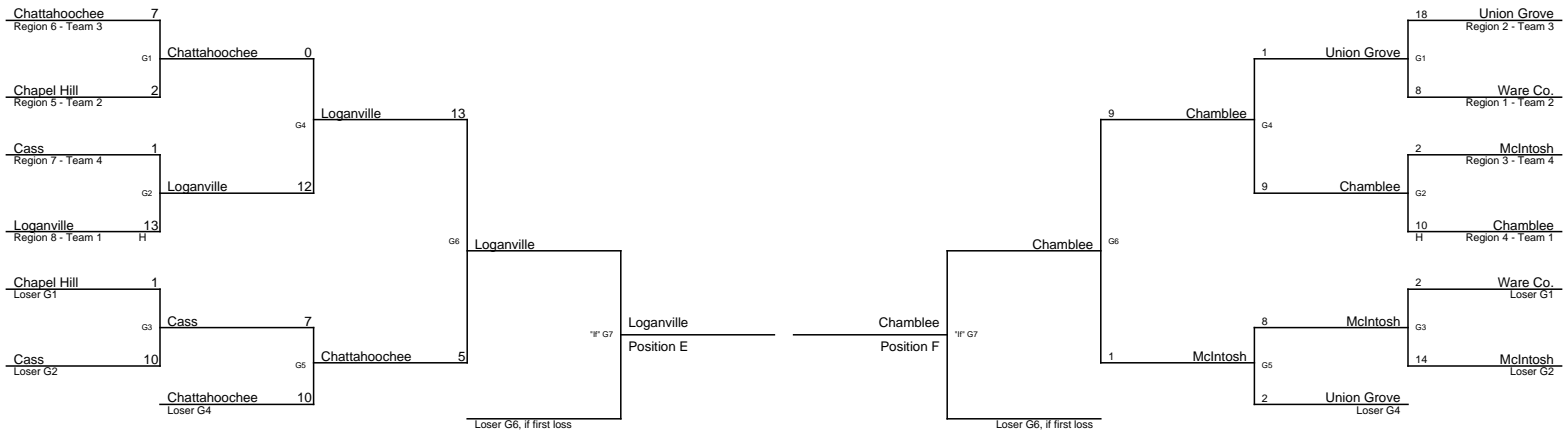 Chattahoochee 7
Region 6 - Team 3
G1
Chattahoochee 0
Chapel Hill 2
Region 5 - Team 2
G4
Loganville 13
Cass 1
Region 7 - Team 4
G2
Loganville 12
Loganville 13
Region 8 - Team 1 H
G6
Loganville
Chapel Hill 1
Loser G1
G3
Cass 7
Cass 10
Loser G2
G5
Chattahoochee 5
Chattahoochee 10
Loser G4
"If" G7
Loganville
Position E
Loser G6, if first loss
18 Union Grove
Region 2 - Team 3
1 Union Grove
G1
8 Ware Co.
Region 1 - Team 2
9 Chamblee
G4
2 McIntosh
Region 3 - Team 4
9 Chamblee
G2
10 Chamblee
H Region 4 - Team 1
Chamblee
G6
2 Ware Co.
Loser G1
8 McIntosh
G3
14 McIntosh
Loser G2
1 McIntosh
G5
2 Union Grove
Loser G4
Chamblee
"If" G7
Position F
Loser G6, if first loss